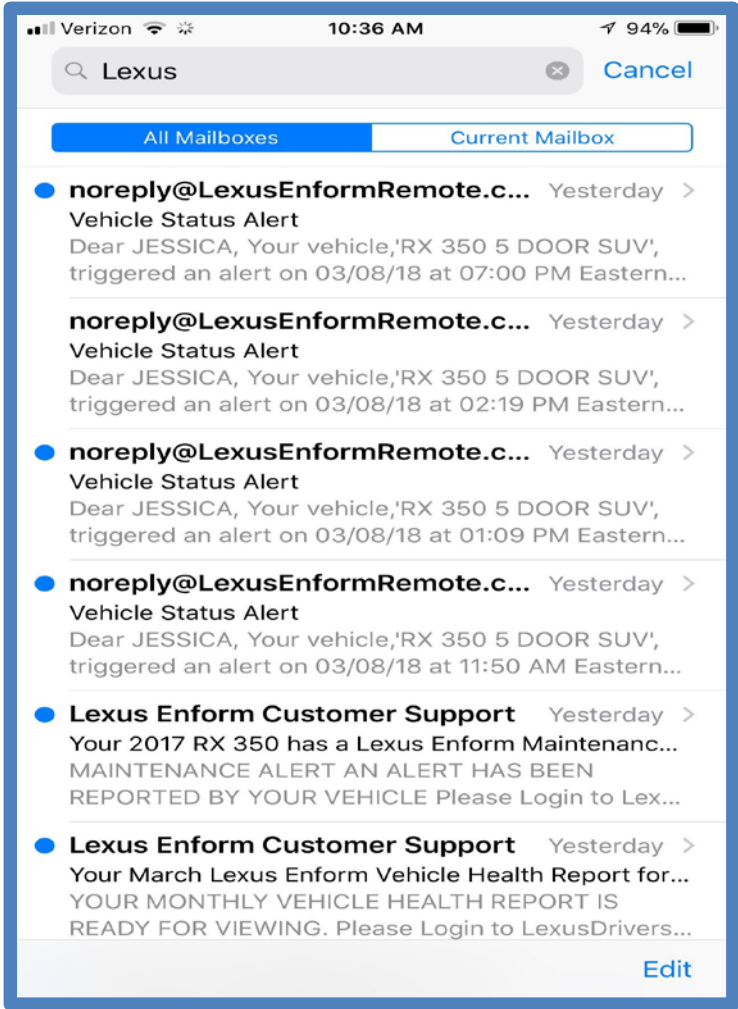 Verizon 10:36 AM 94%
Lexus Cancel
All Mailboxes Current Mailbox
noreply@LexusEnformRemote.c... Yesterday
Vehicle Status Alert
Dear JESSICA, Your vehicle,'RX 350 5 DOOR SUV',
triggered an alert on 03/08/18 at 07:00 PM Eastern...
noreply@LexusEnformRemote.c... Yesterday
Vehicle Status Alert
Dear JESSICA, Your vehicle,'RX 350 5 DOOR SUV',
triggered an alert on 03/08/18 at 02:19 PM Eastern...
noreply@LexusEnformRemote.c... Yesterday
Vehicle Status Alert
Dear JESSICA, Your vehicle,'RX 350 5 DOOR SUV',
triggered an alert on 03/08/18 at 01:09 PM Eastern...
noreply@LexusEnformRemote.c... Yesterday
Vehicle Status Alert
Dear JESSICA, Your vehicle,'RX 350 5 DOOR SUV',
triggered an alert on 03/08/18 at 11:50 AM Eastern...
Lexus Enform Customer Support Yesterday
Your 2017 RX 350 has a Lexus Enform Maintenanc...
MAINTENANCE ALERT AN ALERT HAS BEEN
REPORTED BY YOUR VEHICLE Please Login to Lex...
Lexus Enform Customer Support Yesterday
Your March Lexus Enform Vehicle Health Report for...
YOUR MONTHLY VEHICLE HEALTH REPORT IS
READY FOR VIEWING. Please Login to LexusDrivers...
Edit